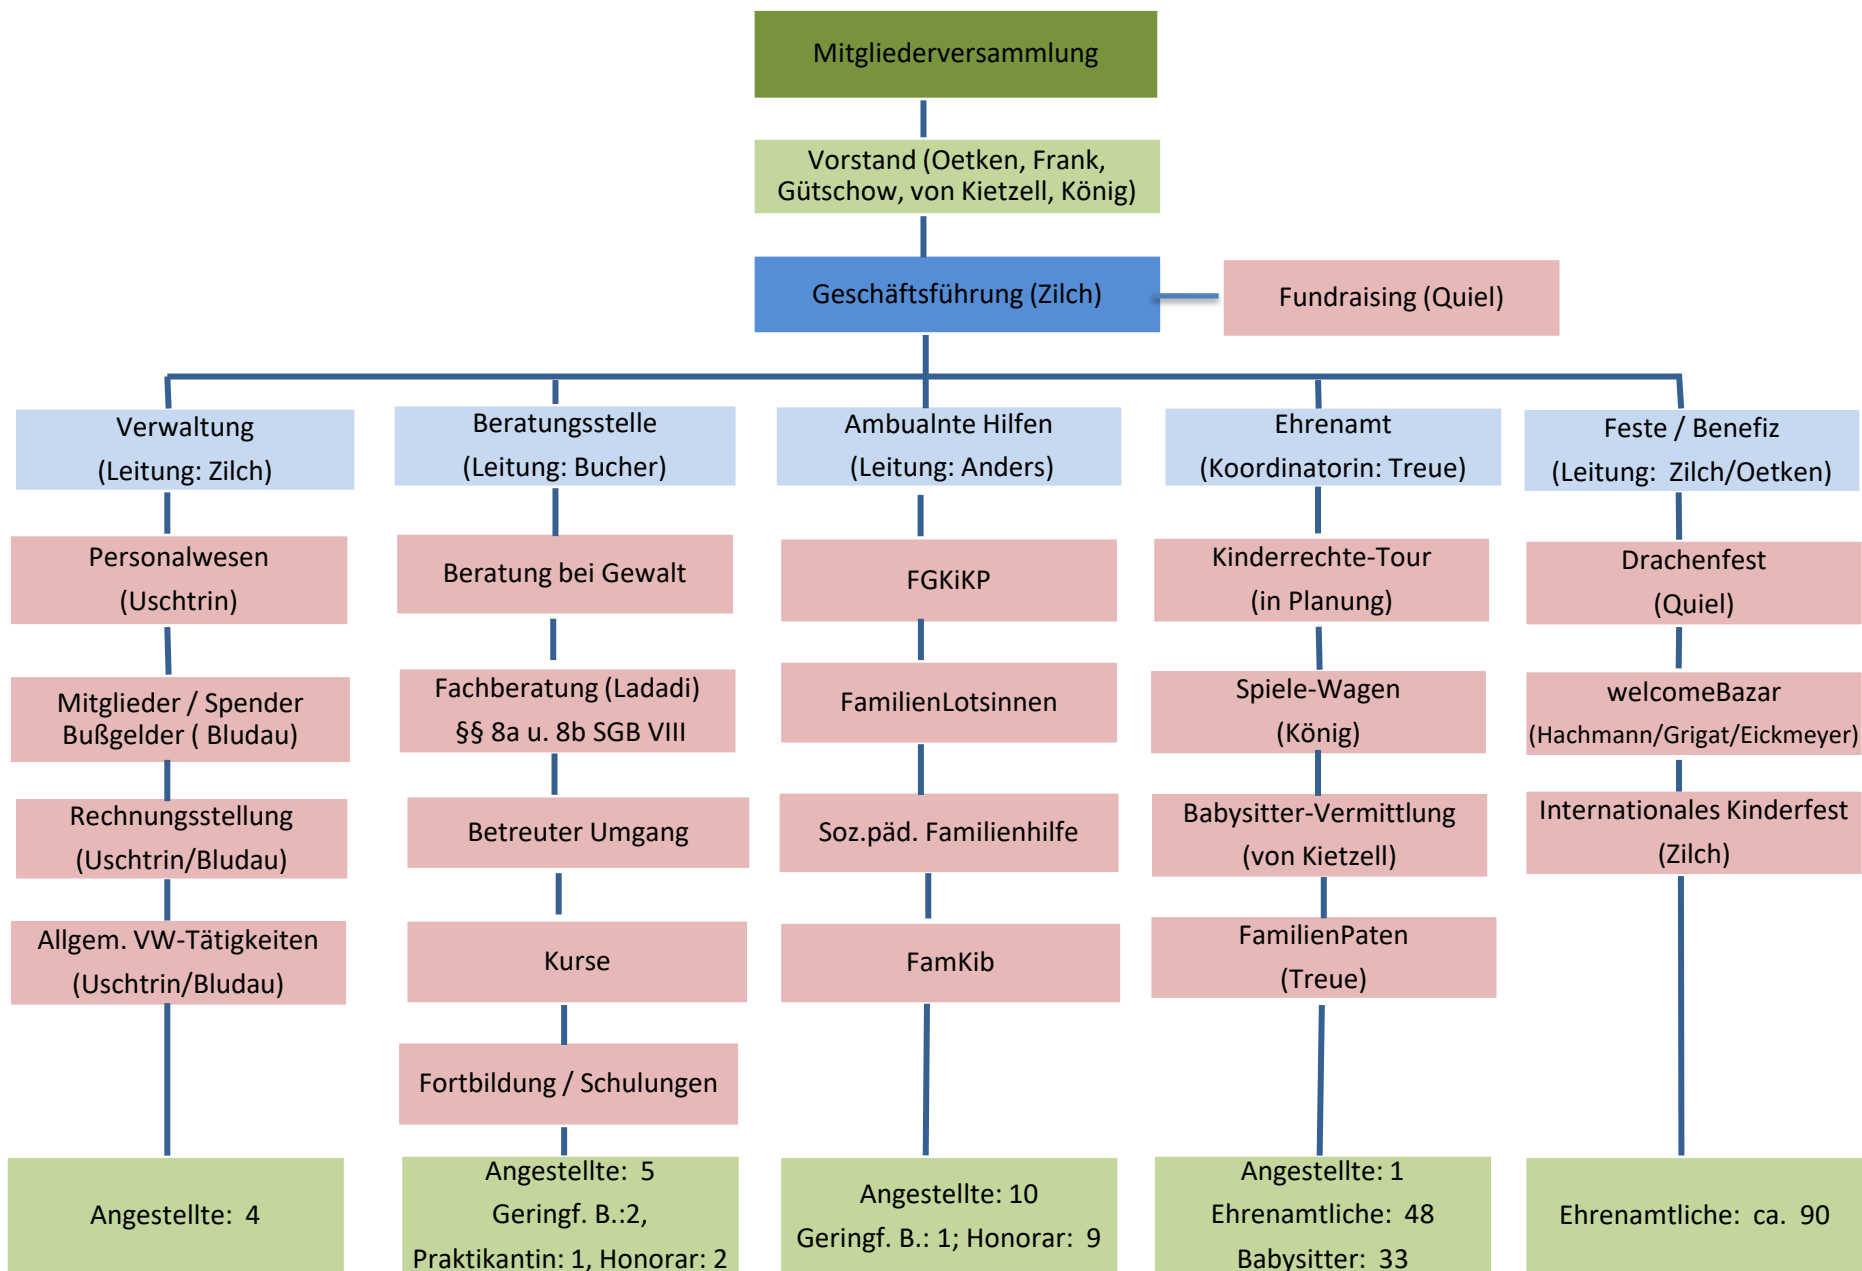 Mitgliederversammlung
Vorstand (Oetken, Frank,
Gütschow, von Kietzell, König)
Geschäftsführung (Zilch)
Fundraising (Quiel)
Verwaltung
(Leitung: Zilch)
Personalwesen
(Uschtrin)
Mitglieder / Spender
Bußgelder ( Bludau)
Rechnungsstellung
(Uschtrin/Bludau)
Allgem. VW-Tätigkeiten
(Uschtrin/Bludau)
Angestellte: 4
Beratungsstelle
(Leitung: Bucher)
Beratung bei Gewalt
Fachberatung (Ladadi)
§§ 8a u. 8b SGB VIII
Betreuter Umgang
Kurse
Fortbildung / Schulungen
Angestellte: 5
Geringf. B.:2,
Praktikantin: 1, Honorar: 2
Ambualnte Hilfen
(Leitung: Anders)
FGKiKP
FamilienLotsinnen
Soz.päd. Familienhilfe
FamKib
Angestellte: 10
Geringf. B.: 1; Honorar: 9
Ehrenamt
(Koordinatorin: Treue)
Kinderrechte-Tour
(in Planung)
Spiele-Wagen
(König)
Babysitter-Vermittlung
(von Kietzell)
FamilienPaten
(Treue)
Angestellte: 1
Ehrenamtliche: 48
Babysitter: 33
Feste / Benefiz
(Leitung: Zilch/Oetken)
Drachenfest
(Quiel)
welcomeBazar
(Hachmann/Grigat/Eickmeyer)
Internationales Kinderfest
(Zilch)
Ehrenamtliche: ca. 90